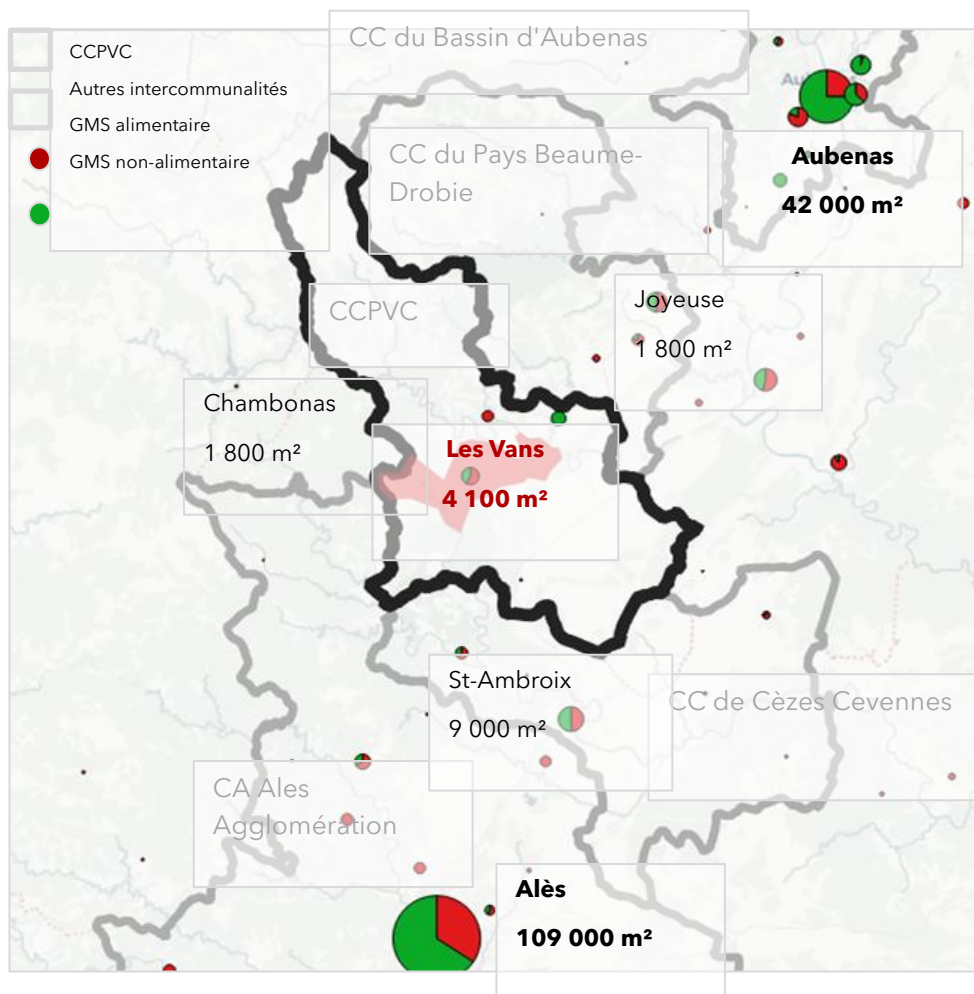 CC du Bassin d'Aubenas
CCPVC
Autres intercommunalités
GMS alimentaire
GMS non-alimentaire
CC du Pays Beaume-
Drobie
Aubenas
42 000 m²
CCPVC
Joyeuse
1 800 m²
Chambonas
1 800 m²
Les Vans
4 100 m²
St-Ambroix
9 000 m²
CC de Cèzes Cevennes
CA Ales
Agglomération
Alès
109 000 m²